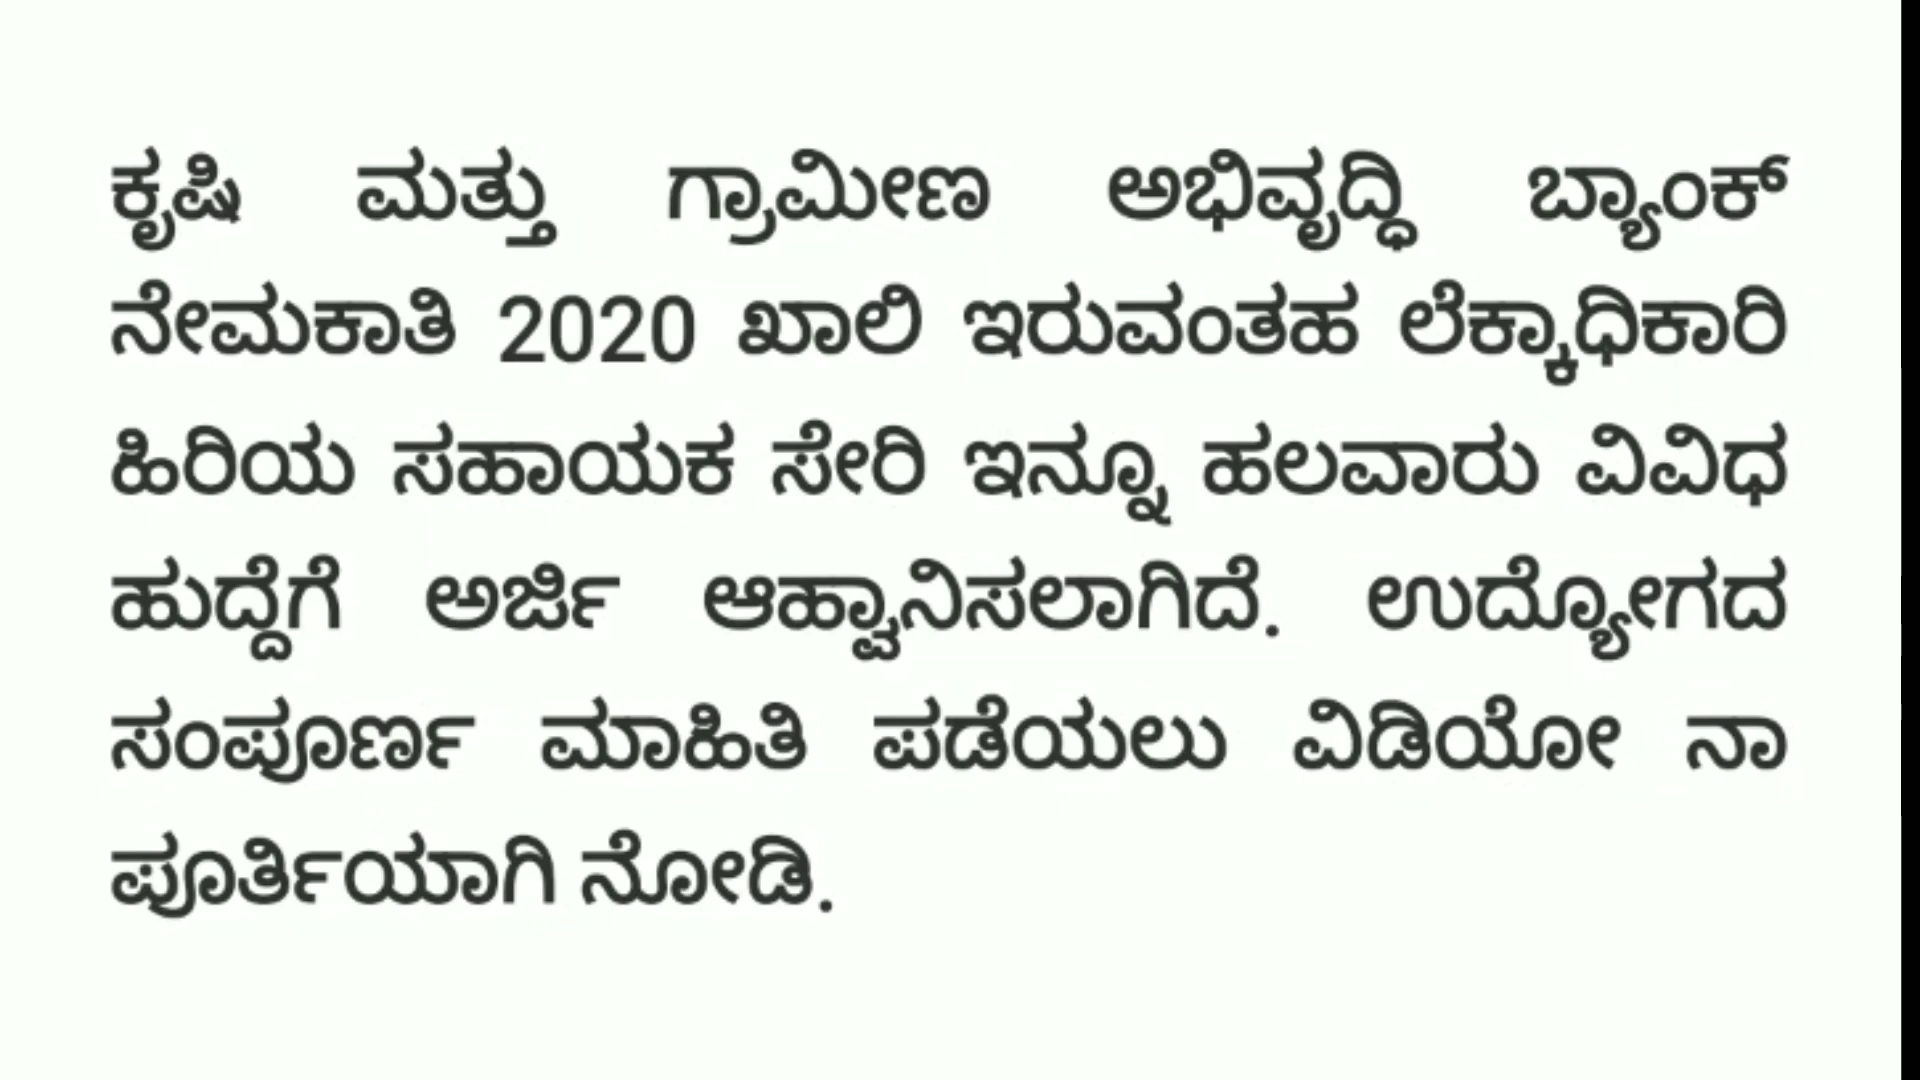 ಕೃಷಿ ಮತ್ತು ಗ್ರಾಮೀಣ ಅಭಿವೃದ್ಧಿ ಬ್ಯಾಂಕ್
ನೇಮಕಾತಿ 2020 ಖಾಲಿ ಇರುವಂತಹ ಲೆಕ್ಕಾಧಿಕಾರಿ
ಹಿರಿಯ ಸಹಾಯಕ ಸೇರಿ ಇನ್ನೂ ಹಲವಾರು ವಿವಿಧ
ಹುದ್ದೆಗೆ ಅರ್ಜಿ ಆಹ್ವಾನಿಸಲಾಗಿದೆ. ಉದ್ಯೋಗದ
ಸಂಪೂರ್ಣ ಮಾಹಿತಿ ಪಡೆಯಲು ವಿಡಿಯೋ ನಾ
ಪೂರ್ತಿಯಾಗಿ ನೋಡಿ.